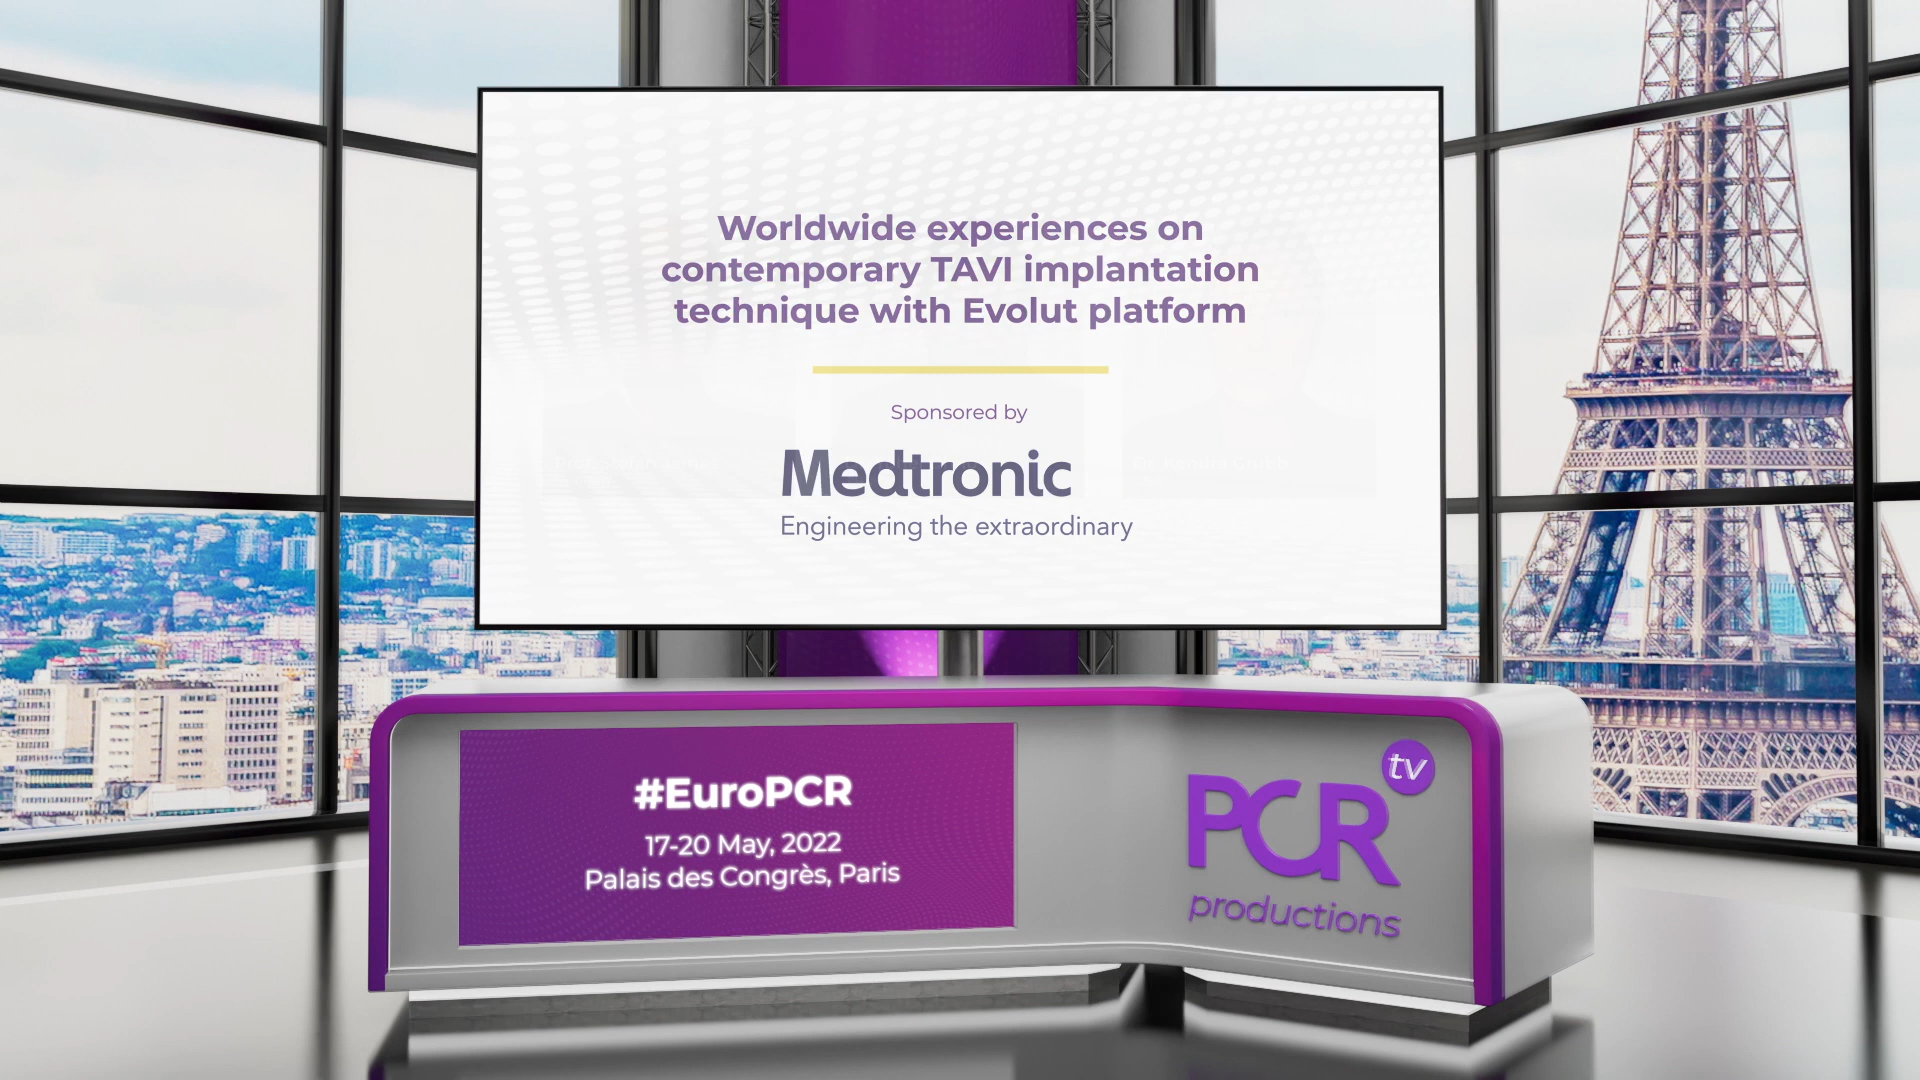 Worldwide experiences on
contemporary TAVI implantation
technique with Evolut platform
Sponsored by
Medtronic
Engineering the extraordinary
#EuroPCR
17-20 May, 2022
Palais des Congrès, Paris
PCR tv
productions